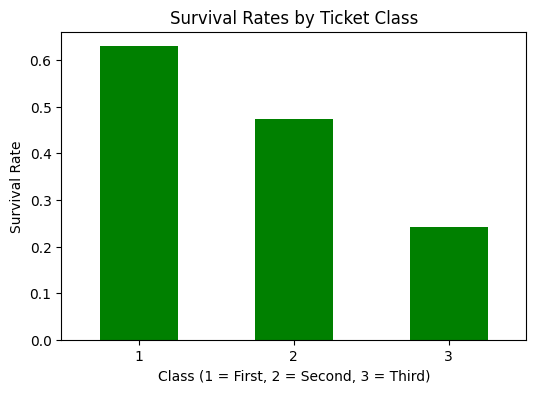 Survival Rates by Ticket Class
Survival Rate
0.6
0.5
0.4
0.3
0.2
0.1
0.0
1 2 3
Class (1 = First, 2 = Second, 3 = Third)